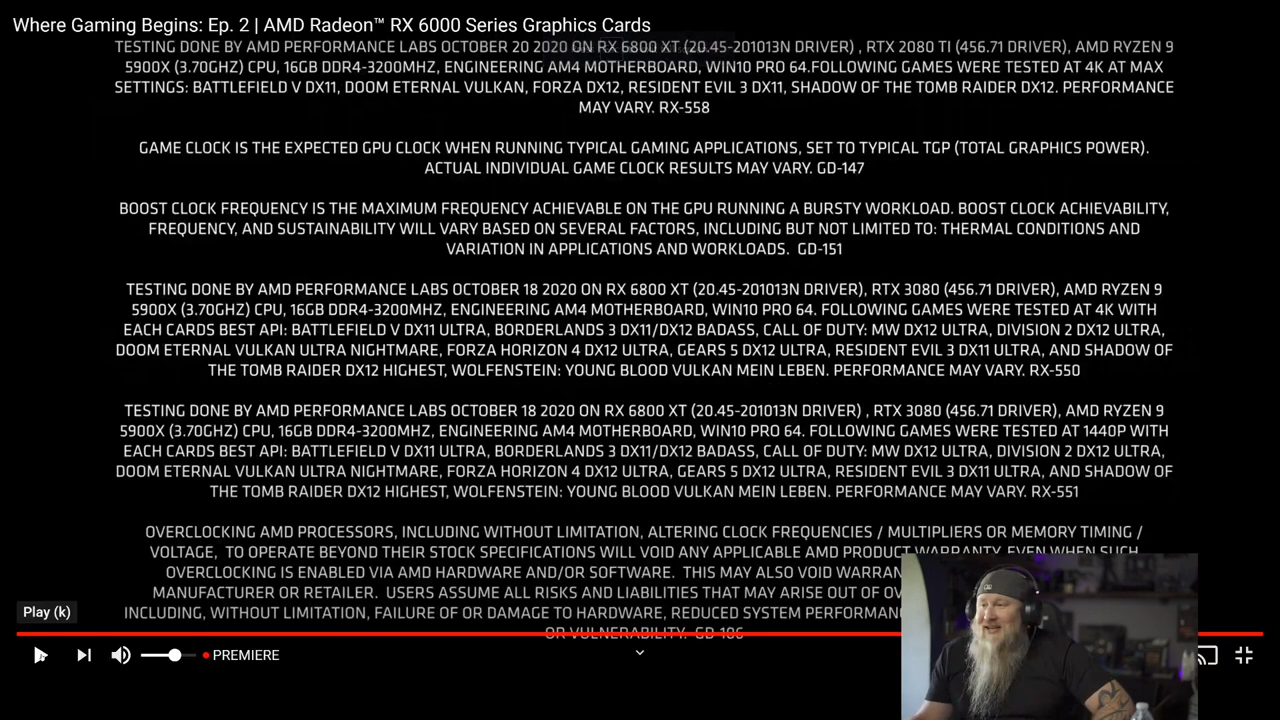 Where Gaming Begins: Ep. 2 | AMD Radeon™ RX 6000 Series Graphics Cards
TESTING DONE BY AMD PERFORMANCE LABS OCTOBER 20 2020 ON RX 6800 XT (20.45-201013N DRIVER) , RTX 2080 TI (456.71 DRIVER), AMD RYZEN 9
5900X (3.70GHZ) CPU, 16GB DDR4-3200MHZ, ENGINEERING AM4 MOTHERBOARD, WIN10 PRO 64.FOLLOWING GAMES WERE TESTED AT 4K AT MAX
SETTINGS: BATTLEFIELD V DX11, DOOM ETERNAL VULKAN, FORZA DX12, RESIDENT EVIL 3 DX11, SHADOW OF THE TOMB RAIDER DX12. PERFORMANCE
MAY VARY. RX-558
GAME CLOCK IS THE EXPECTED GPU CLOCK WHEN RUNNING TYPICAL GAMING APPLICATIONS, SET TO TYPICAL TGP (TOTAL GRAPHICS POWER).
ACTUAL INDIVIDUAL GAME CLOCK RESULTS MAY VARY. GD-147
BOOST CLOCK FREQUENCY IS THE MAXIMUM FREQUENCY ACHIEVABLE ON THE GPU RUNNING A BURSTY WORKLOAD. BOOST CLOCK ACHIEVABILITY,
FREQUENCY, AND SUSTAINABILITY WILL VARY BASED ON SEVERAL FACTORS, INCLUDING BUT NOT LIMITED TO: THERMAL CONDITIONS AND
VARIATION IN APPLICATIONS AND WORKLOADS. GD-151
TESTING DONE BY AMD PERFORMANCE LABS OCTOBER 18 2020 ON RX 6800 XT (20.45-201013N DRIVER), RTX 3080 (456.71 DRIVER), AMD RYZEN 9
5900X (3.70GHZ) CPU, 16GB DDR4-3200MHZ, ENGINEERING AM4 MOTHERBOARD, WIN10 PRO 64. FOLLOWING GAMES WERE TESTED AT 4K WITH
EACH CARDS BEST API: BATTLEFIELD V DX11 ULTRA, BORDERLANDS 3 DX11/DX12 BADASS, CALL OF DUTY: MW DX12 ULTRA, DIVISION 2 DX12 ULTRA,
DOOM ETERNAL VULKAN ULTRA NIGHTMARE, FORZA HORIZON 4 DX12 ULTRA, GEARS 5 DX12 ULTRA, RESIDENT EVIL 3 DX11 ULTRA, AND SHADOW OF
THE TOMB RAIDER DX12 HIGHEST, WOLFENSTEIN: YOUNG BLOOD VULKAN MEIN LEBEN. PERFORMANCE MAY VARY. RX-550
TESTING DONE BY AMD PERFORMANCE LABS OCTOBER 18 2020 ON RX 6800 XT (20.45-201013N DRIVER) , RTX 3080 (456.71 DRIVER), AMD RYZEN 9
5900X (3.70GHZ) CPU, 16GB DDR4-3200MHZ, ENGINEERING AM4 MOTHERBOARD, WIN10 PRO 64. FOLLOWING GAMES WERE TESTED AT 1440P WITH
EACH CARDS BEST API: BATTLEFIELD V DX11 ULTRA, BORDERLANDS 3 DX11/DX12 BADASS, CALL OF DUTY: MW DX12 ULTRA, DIVISION 2 DX12 ULTRA,
DOOM ETERNAL VULKAN ULTRA NIGHTMARE, FORZA HORIZON 4 DX12 ULTRA, GEARS 5 DX12 ULTRA, RESIDENT EVIL 3 DX11 ULTRA, AND SHADOW OF
THE TOMB RAIDER DX12 HIGHEST, WOLFENSTEIN: YOUNG BLOOD VULKAN MEIN LEBEN. PERFORMANCE MAY VARY. RX-551
OVERCLOCKING AMD PROCESSORS, INCLUDING WITHOUT LIMITATION, ALTERING CLOCK FREQUENCIES / MULTIPLIERS OR MEMORY TIMING /
VOLTAGE, TO OPERATE BEYOND THEIR STOCK SPECIFICATIONS WILL VOID ANY APPLICABLE AMD PRODUCT WARRANTY, EVEN WHEN SUCH
OVERCLOCKING IS ENABLED VIA AMD HARDWARE AND/OR SOFTWARE. THIS MAY ALSO VOID WARRAN
MANUFACTURER OR RETAILER. USERS ASSUME ALL RISKS AND LIABILITIES THAT MAY ARISE OUT OF OV
INCLUDING, WITHOUT LIMITATION, FAILURE OF OR DAMAGE TO HARDWARE, REDUCED SYSTEM PERFORMAN
OR VULNERABILITY. GD-106
Play (k)
PREMIERE